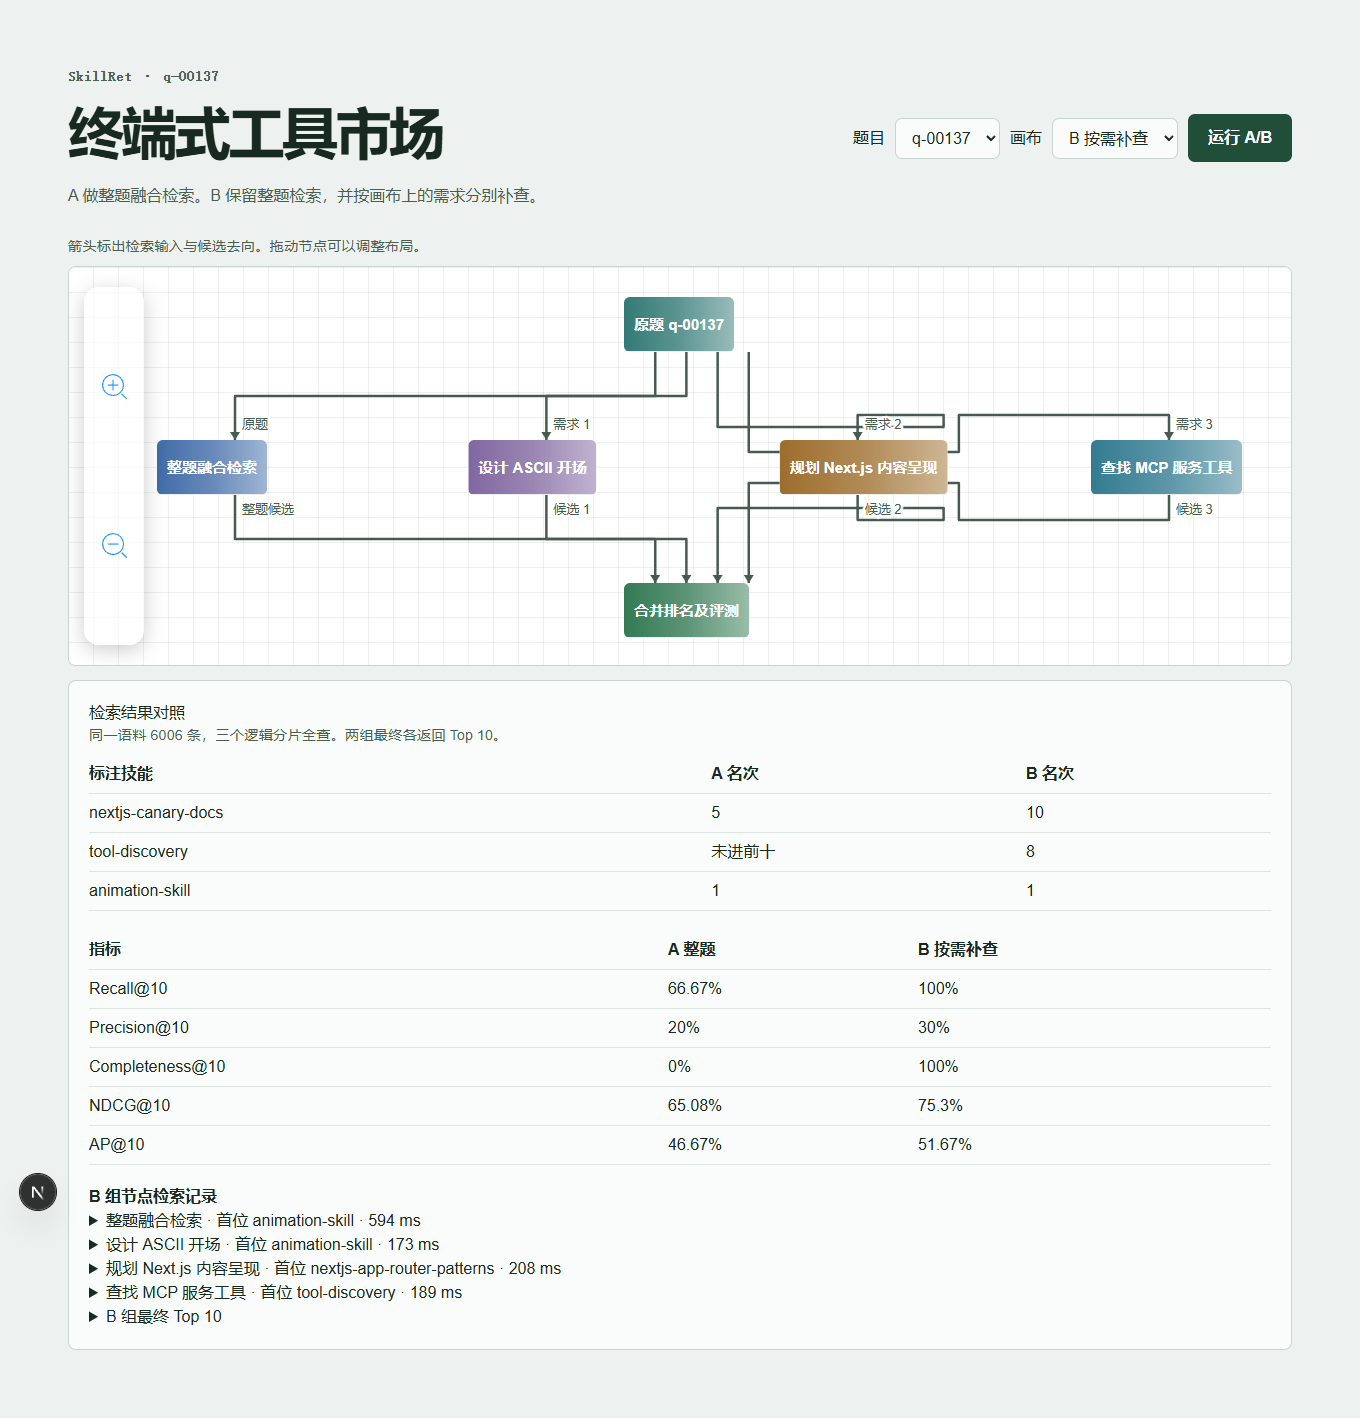 SkillRet · q-00137
终端式工具市场
题目 q-00137 画布 B 按需补查 运行 A/B
A 做整题融合检索。B 保留整题检索，并按画布上的需求分别补查。
箭头标出检索输入与候选去向。拖动节点可以调整布局。
原题 q-00137
原题 需求 1 需求 2 需求 3
整题融合检索 设计 ASCII 开场 规划 Next.js 内容呈现 查找 MCP 服务工具
整题候选 候选 1 候选 2 候选 3
合并排名及评测
检索结果对照
同一语料 6006 条，三个逻辑分片全查。两组最终各返回 Top 10。
标注技能 A 名次 B 名次
nextjs-canary-docs 5 10
tool-discovery 未进前十 8
animation-skill 1 1
指标 A 整题 B 按需补查
Recall@10 66.67% 100%
Precision@10 20% 30%
Completeness@10 0% 100%
NDCG@10 65.08% 75.3%
AP@10 46.67% 51.67%
B 组节点检索记录
整题融合检索 · 首位 animation-skill · 594 ms
设计 ASCII 开场 · 首位 animation-skill · 173 ms
规划 Next.js 内容呈现 · 首位 nextjs-app-router-patterns · 208 ms
查找 MCP 服务工具 · 首位 tool-discovery · 189 ms
B 组最终 Top 10
N